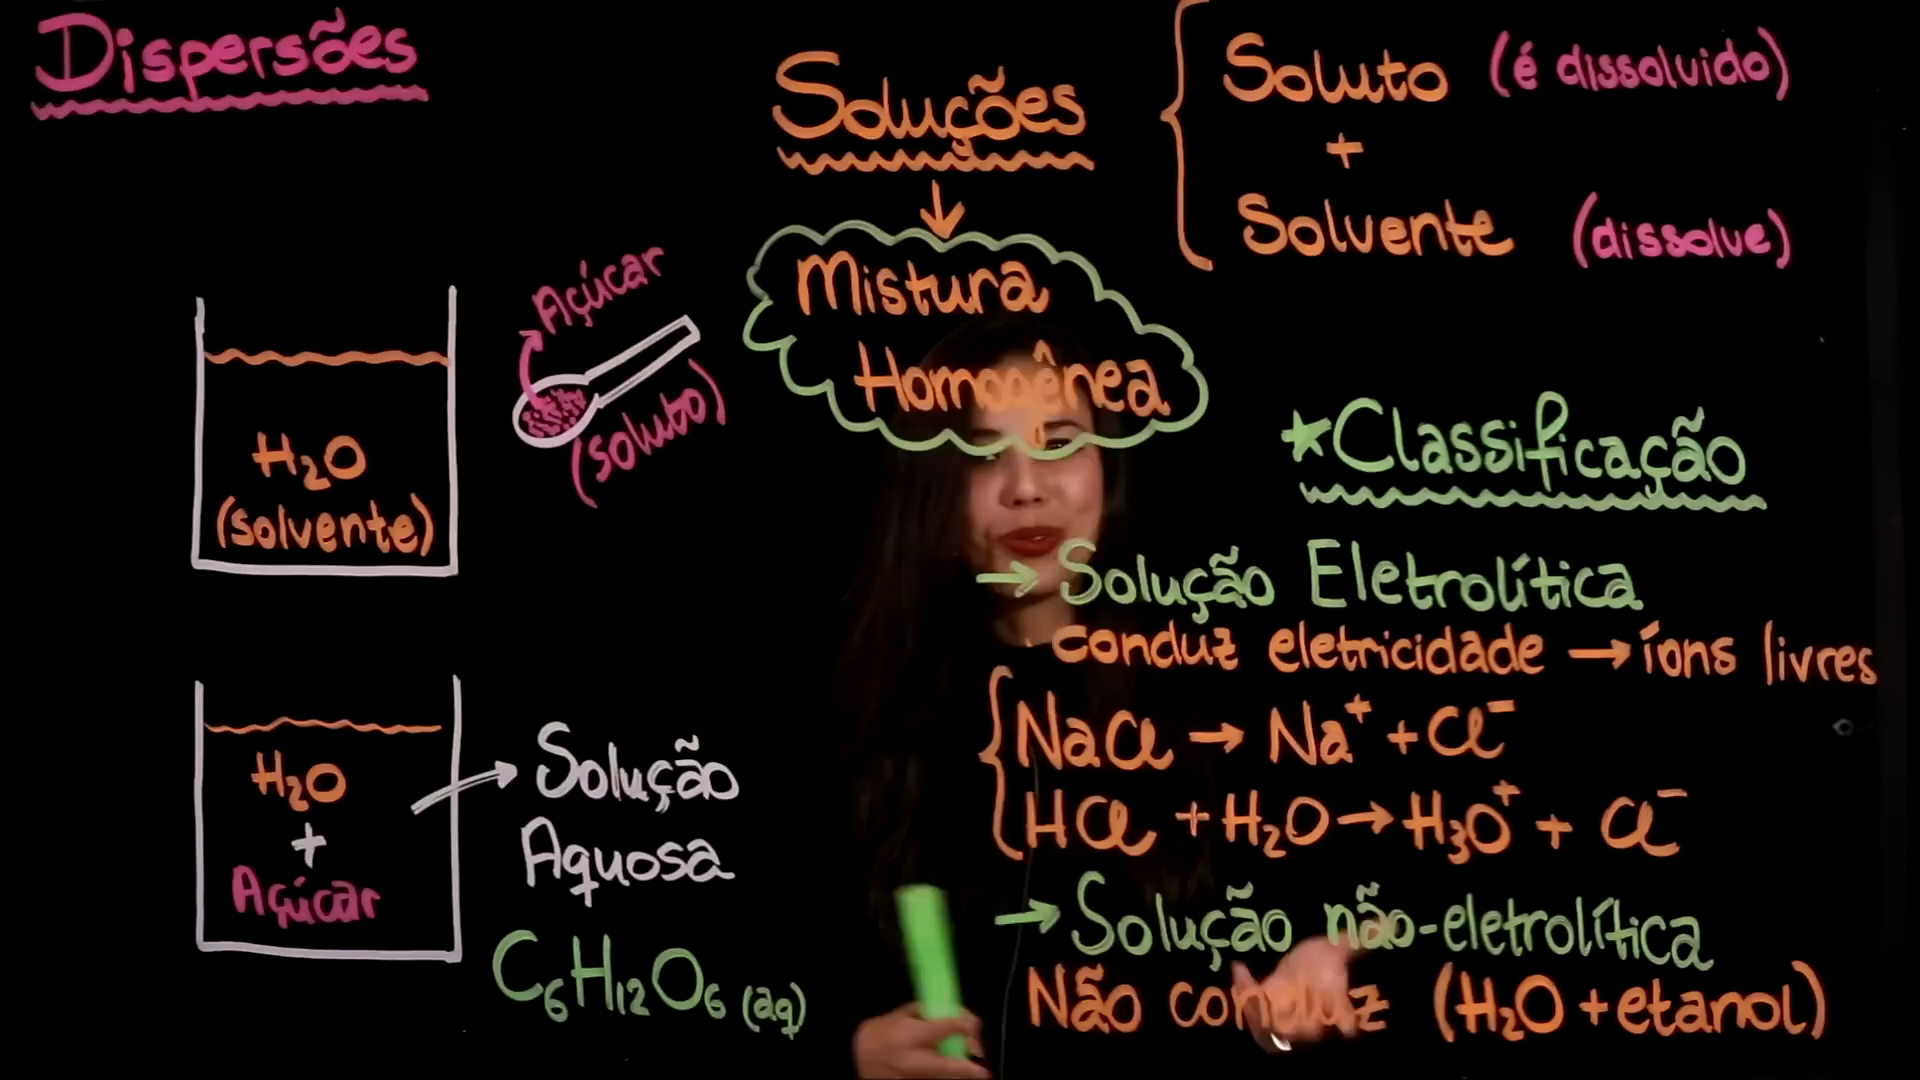 Dispersões
Soluções
Soluto (é dissolvido)
+
Solvente (dissolve)
Mistura
Homogênea
Açúcar
(soluto)
H₂O
(solvente)
H₂O
+
Açúcar
Solução
Aquosa
C₆H₁₂O₆ (aq)
★Classificação
→ Solução Eletrolítica
conduz eletricidade → íons livres
NaCl → Na⁺ + Cl⁻
HCl + H₂O → H₃O⁺ + Cl⁻
→ Solução não-eletrolítica
Não conduz (H₂O + etanol)